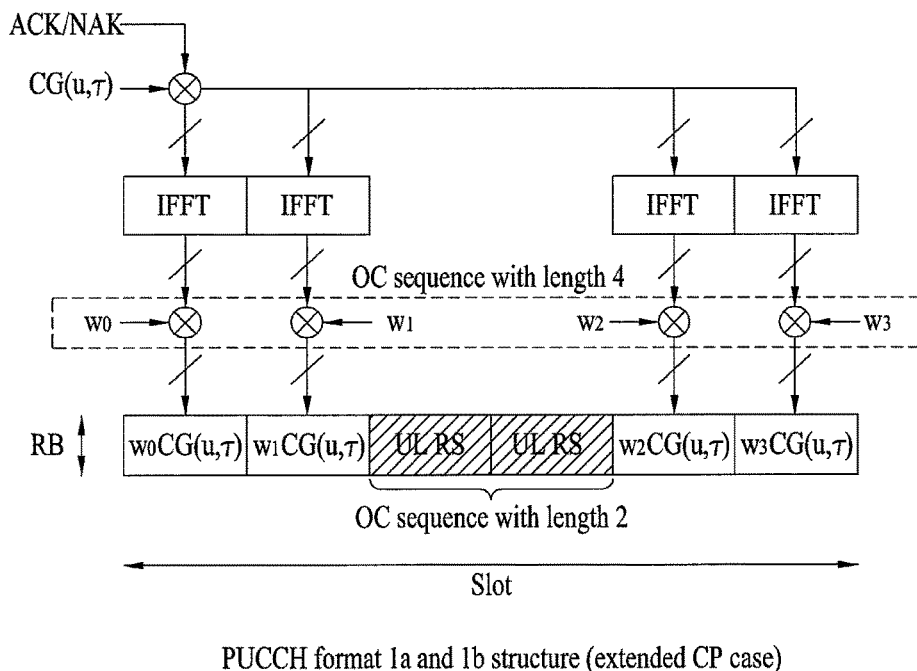 ACK/NAK
CG(u,τ)
IFFT IFFT IFFT IFFT
OC sequence with length 4
w0 w1 w2 w3
RB
w0CG(u,τ) w1CG(u,τ) UL RS UL RS w2CG(u,τ) w3CG(u,τ)
OC sequence with length 2
Slot
PUCCH format 1a and 1b structure (extended CP case)